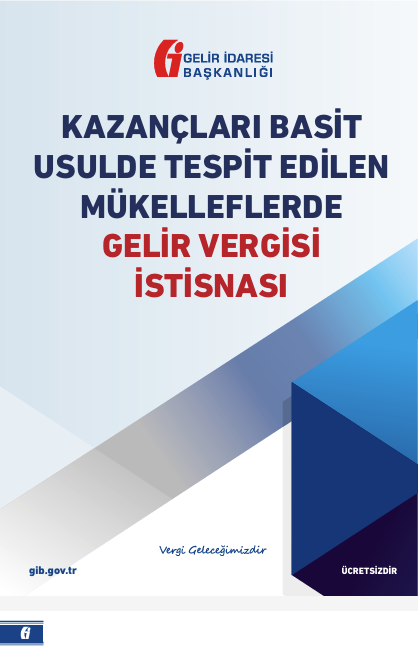 GELİR İDARESİ
BAŞKANLIĞI
KAZANÇLARI BASİT
USULDE TESPİT EDİLEN
MÜKELLEFLERDE
GELİR VERGİSİ
İSTİSNASI
Vergi Geleceğimizdir
gib.gov.tr
ÜCRETSİZDİR